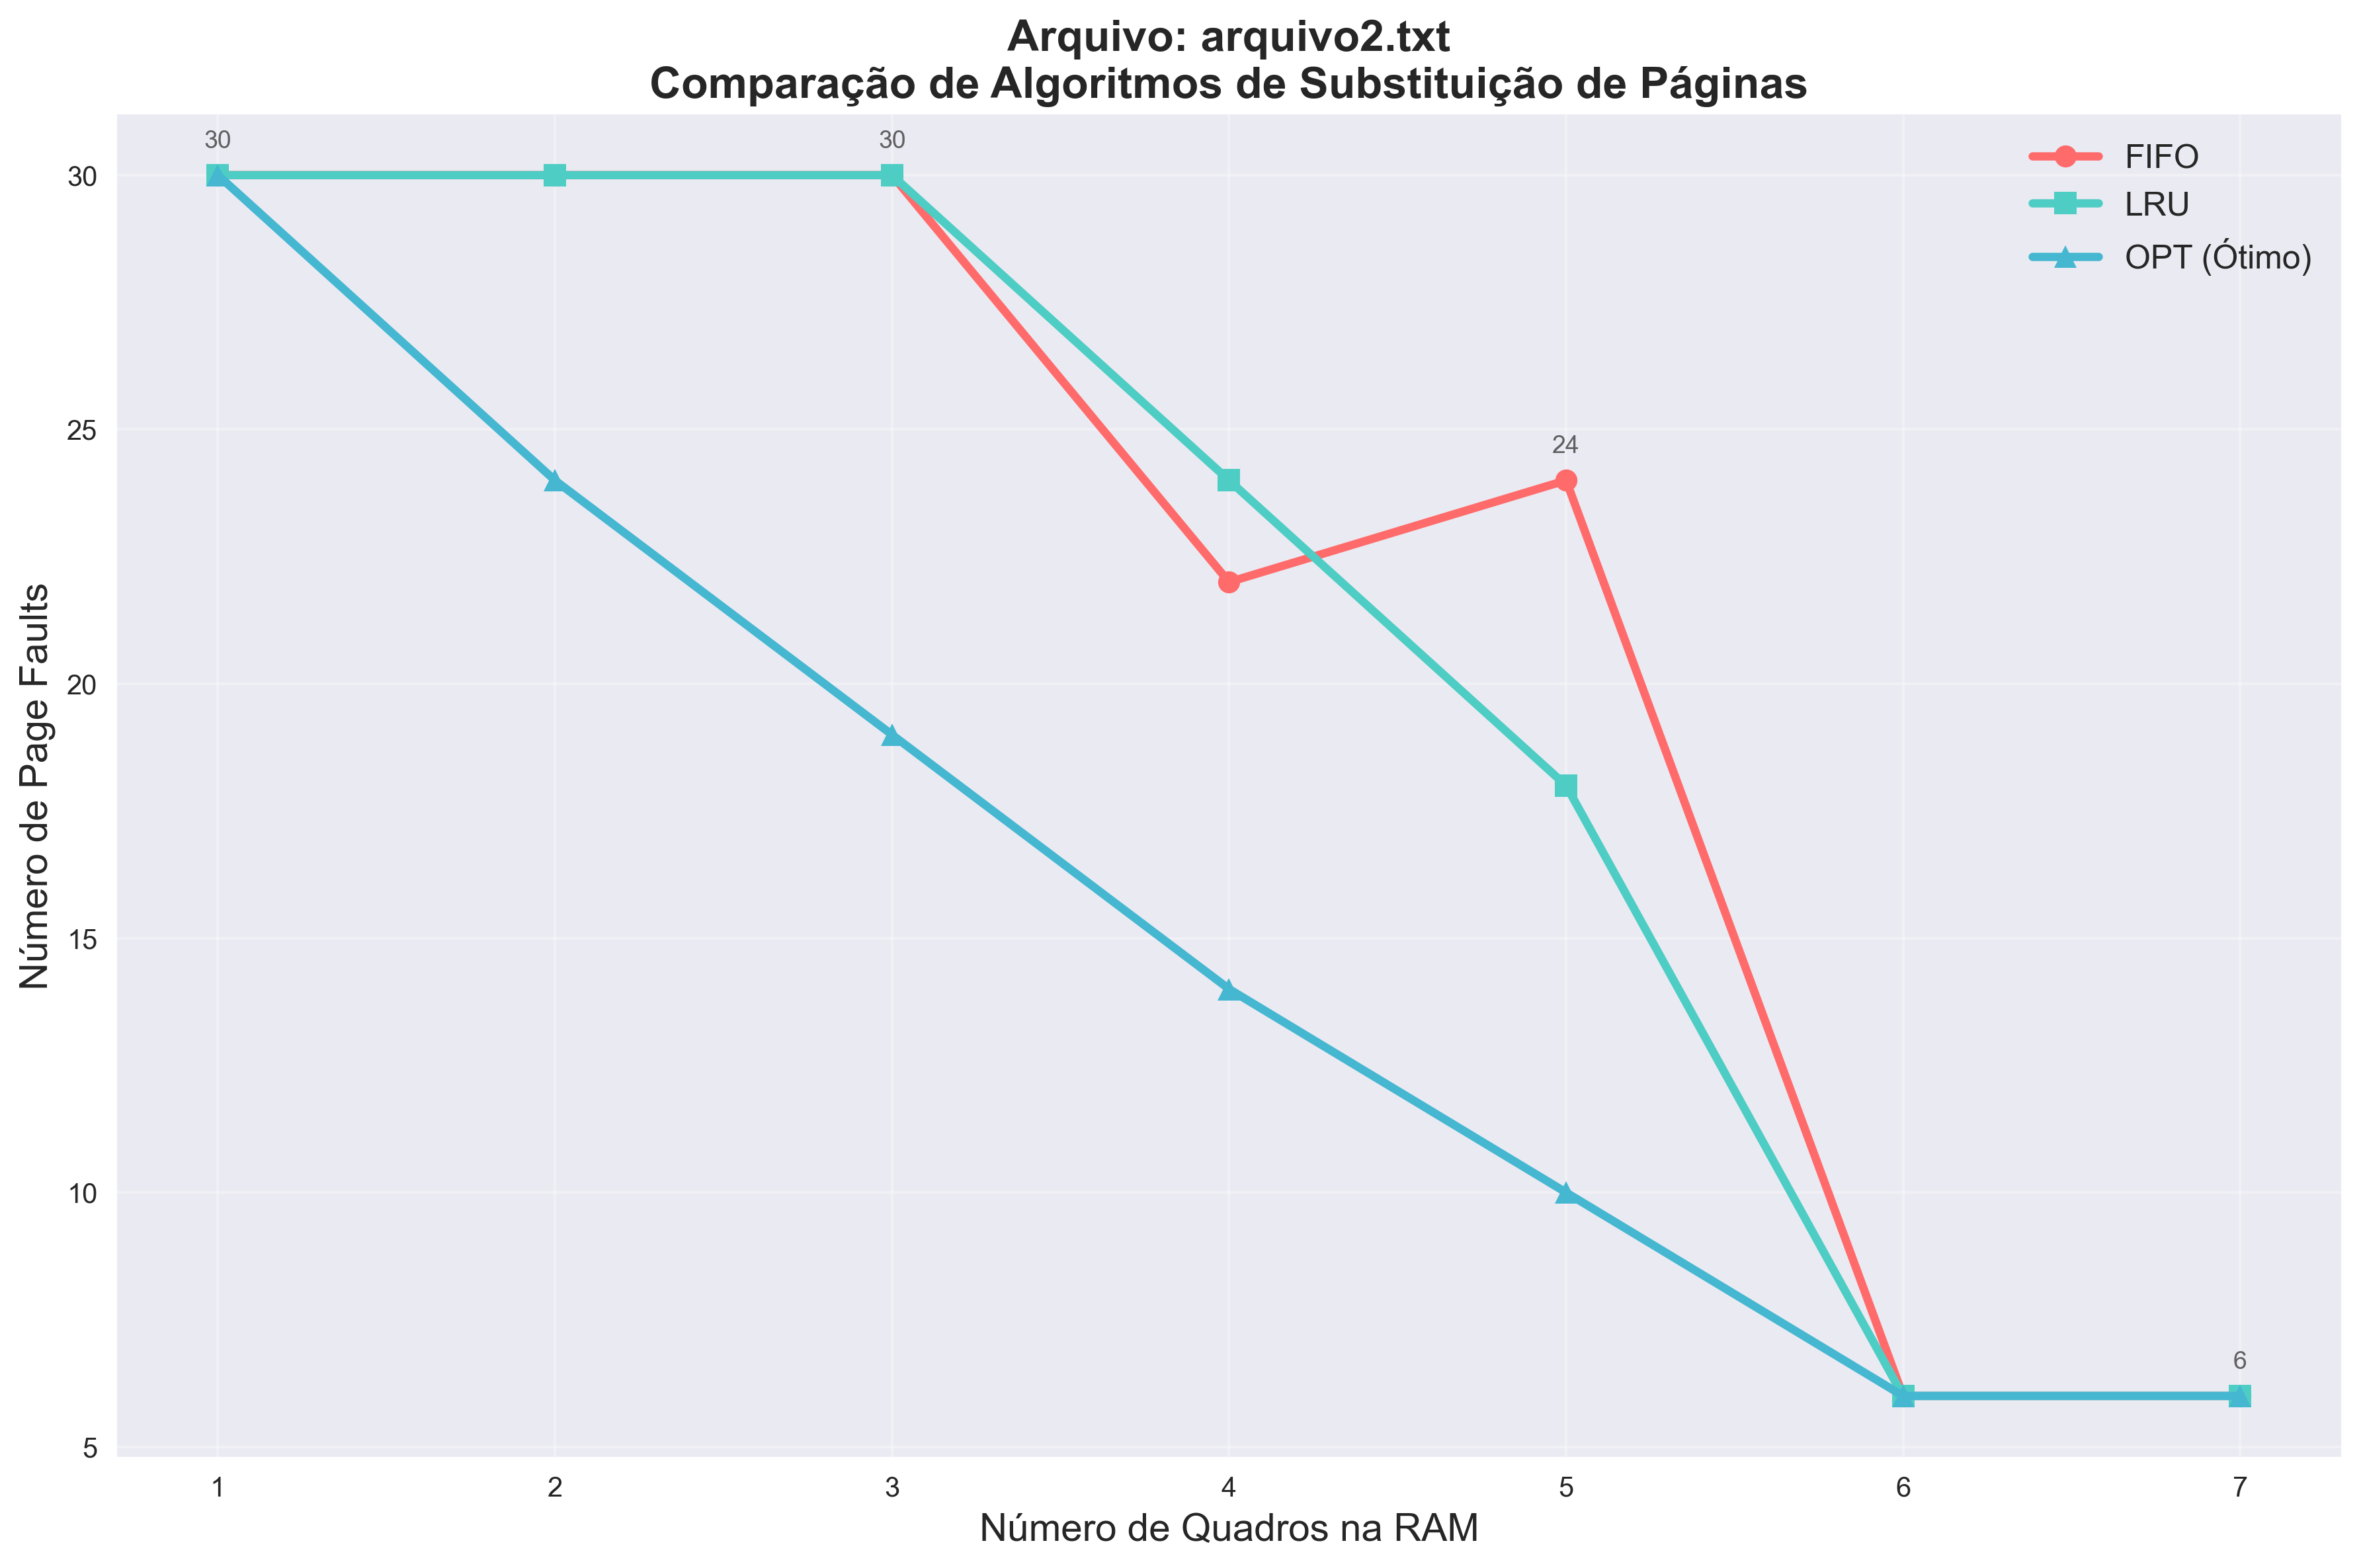 Arquivo: arquivo2.txt
Comparação de Algoritmos de Substituição de Páginas
30
30
24
6
FIFO
LRU
OPT (Ótimo)
Número de Page Faults
30
25
20
15
10
5
1 2 3 4 5 6 7
Número de Quadros na RAM